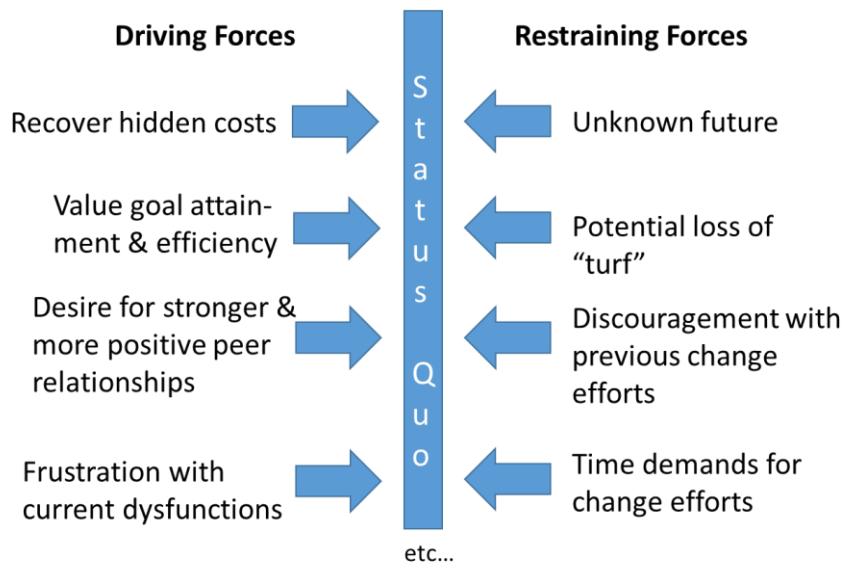 Driving Forces
Restraining Forces
Recover hidden costs
Value goal attain-
ment & efficiency
Desire for stronger &
more positive peer
relationships
Frustration with
current dysfunctions
Status Quo
Unknown future
Potential loss of
“turf”
Discouragement with
previous change
efforts
Time demands for
change efforts
etc...